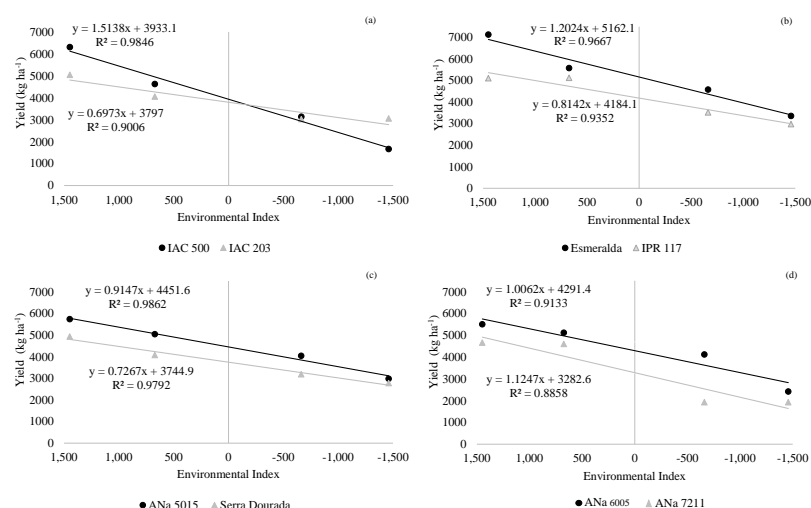 (a)
y = 1.5138x + 3933.1
R² = 0.9846
y = 0.6973x + 3797
R² = 0.9006
7000
6000
5000
4000
3000
2000
1000
0
Yield (kg ha⁻¹)
1,500 1,000 500 0 -500 -1,000 -1,500
Environmental Index
IAC 500 IAC 203
(b)
y = 1.2024x + 5162.1
R² = 0.9667
y = 0.8142x + 4184.1
R² = 0.9352
7000
6000
5000
4000
3000
2000
1000
0
Yield (kg ha⁻¹)
1,500 1,000 500 0 -500 -1,000 -1,500
Environmental Index
Esmeralda IPR 117
(c)
y = 0.9147x + 4451.6
R² = 0.9862
y = 0.7267x + 3744.9
R² = 0.9792
7000
6000
5000
4000
3000
2000
1000
0
Yield (kg ha⁻¹)
1,500 1,000 500 0 -500 -1,000 -1,500
Environmental Index
ANa 5015 Serra Dourada
(d)
y = 1.0062x + 4291.4
R² = 0.9133
y = 1.1247x + 3282.6
R² = 0.8858
7000
6000
5000
4000
3000
2000
1000
0
Yield (kg ha⁻¹)
1,500 1,000 500 0 -500 -1,000 -1,500
Environmental Index
ANa 6005 ANa 7211